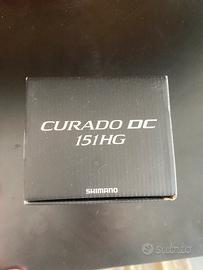 CURADO DC
151HG
SHIMANO
Subito